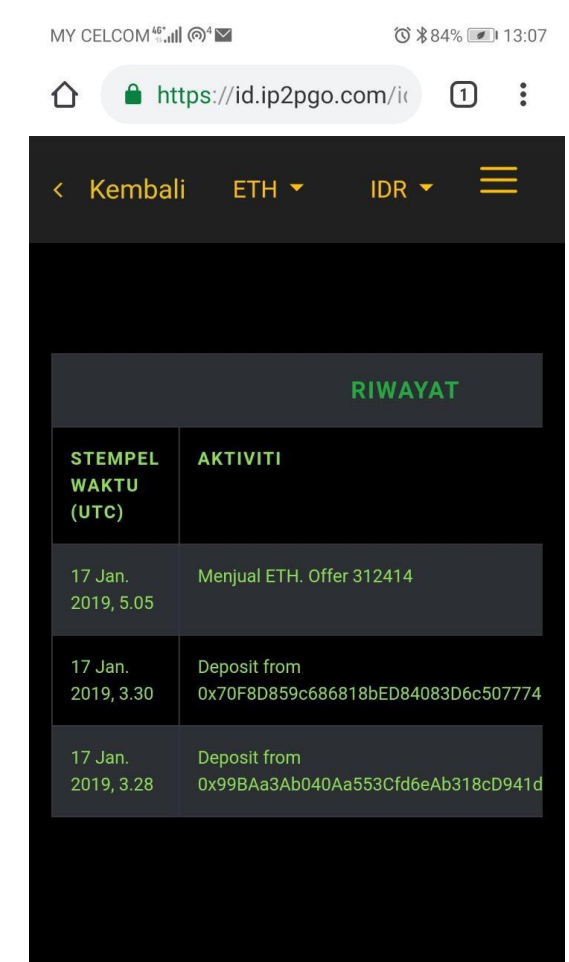 MY CELCOM 46+ 4 84% 13:07
https://id.ip2pgo.com/i
1
< Kembali ETH IDR
RIWAYAT
STEMPEL
WAKTU
(UTC)
AKTIVITI
17 Jan.
2019, 5.05
Menjual ETH. Offer 312414
17 Jan.
2019, 3.30
Deposit from
0x70F8D859c686818bED84083D6c507774
17 Jan.
2019, 3.28
Deposit from
0x99BAa3Ab040Aa553Cfd6eAb318cD941d